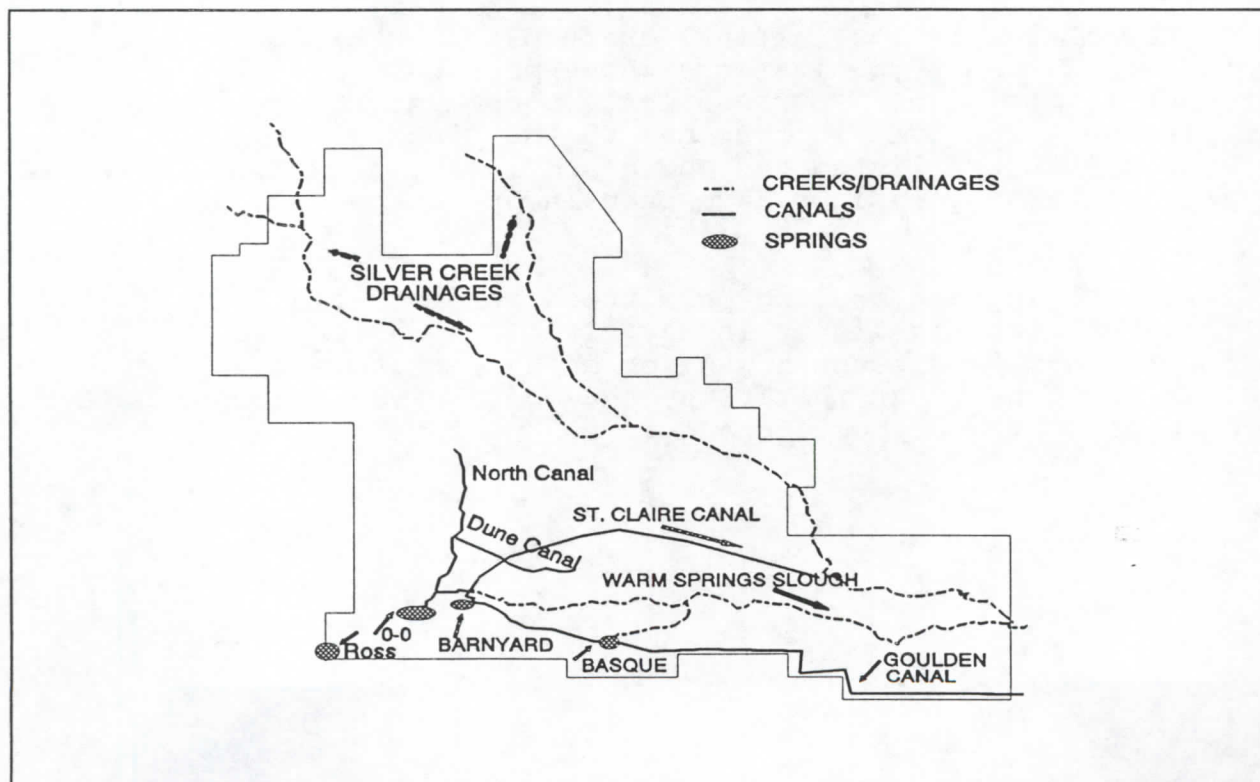 CREEKS/DRAINAGES
CANALS
SPRINGS
SILVER CREEK
DRAINAGES
North Canal
Dune Canal
ST. CLAIRE CANAL
WARM SPRINGS SLOUGH
0-0
Ross
BARNYARD
BASQUE
GOULDEN
CANAL